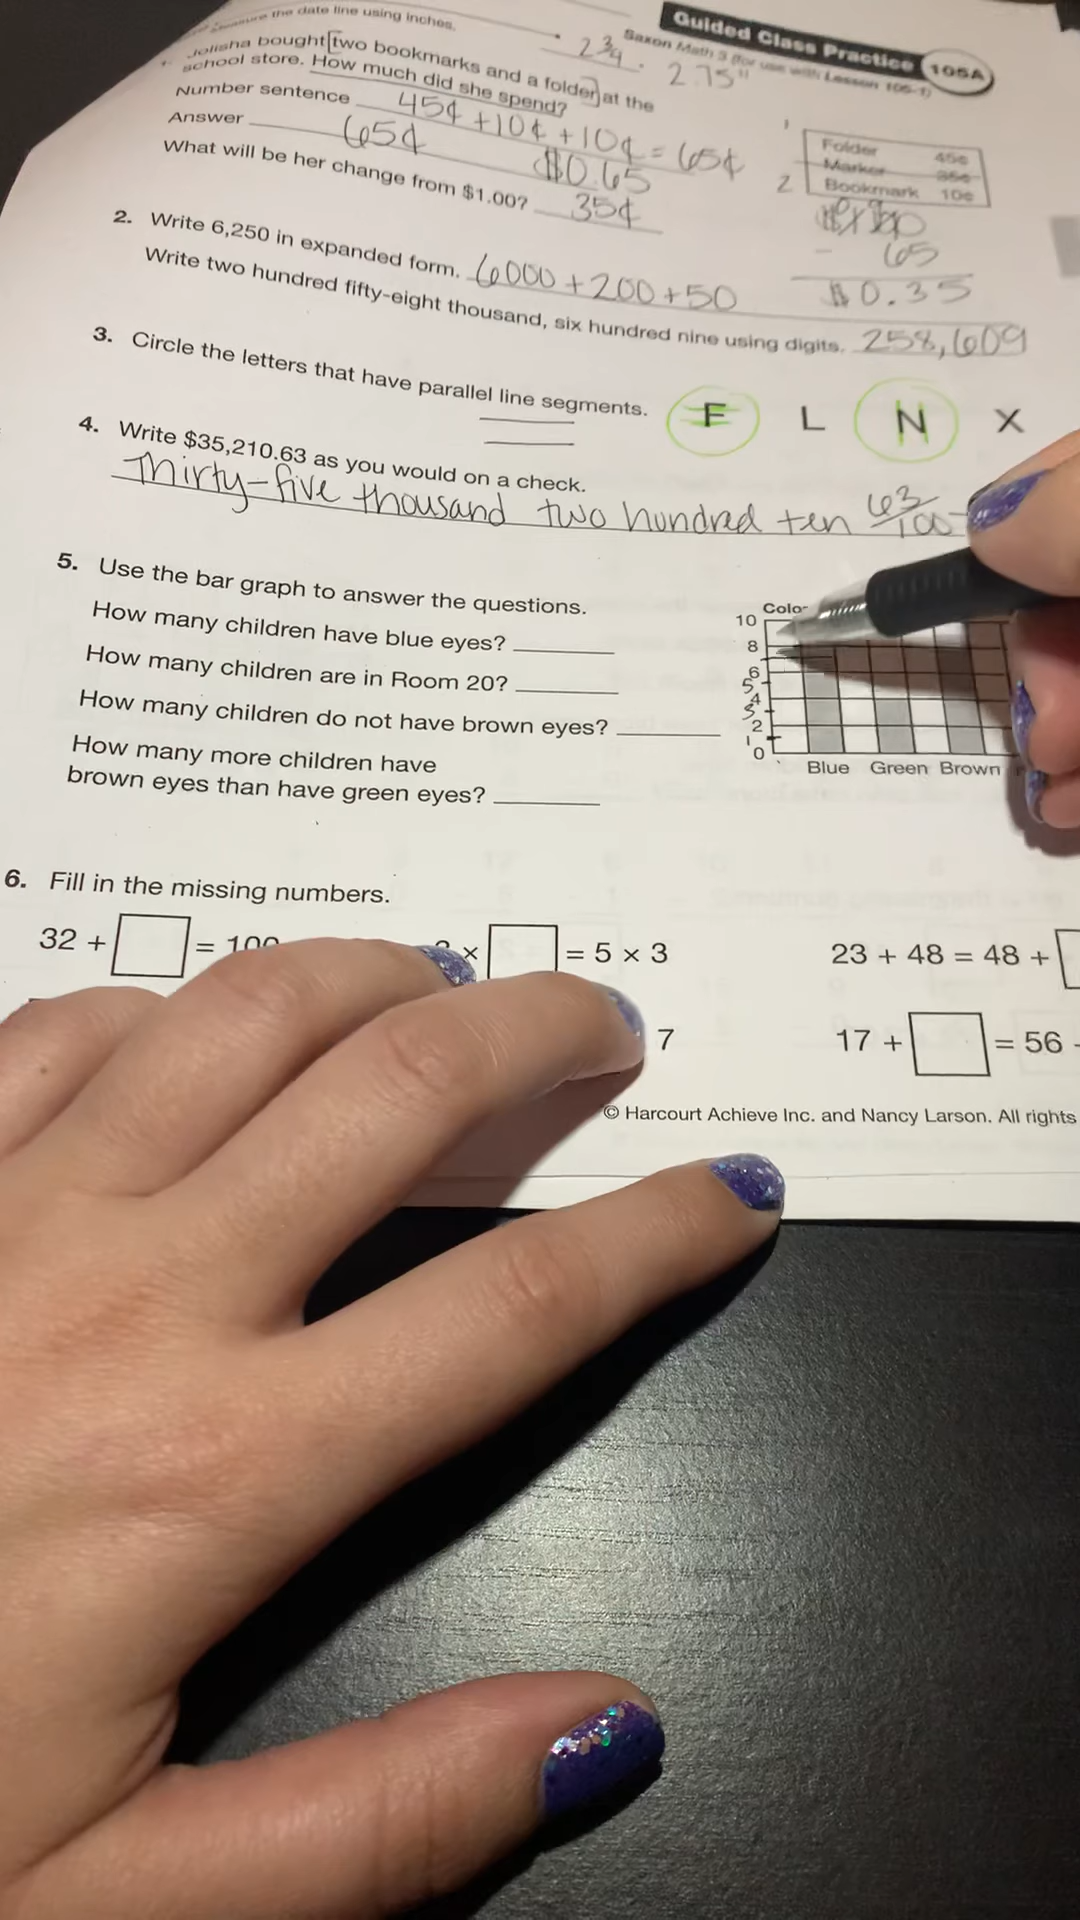 measure the date line using inches. 2 3/4 . 2.75"
Guided Class Practice 105A
Saxon Math 3 (for use with Lesson 105-1)
1. Jolisha bought two bookmarks and a folder at the
school store. How much did she spend?
Number sentence 45¢ + 10¢ + 10¢ = 65¢
Answer 65¢ $0.65
What will be her change from $1.00? 35¢
1
Folder 45¢
Marker 35¢
2 Bookmark 10¢
- 65
$0.35
2. Write 6,250 in expanded form. 6000 + 200 + 50
Write two hundred fifty-eight thousand, six hundred nine using digits. 258,609
3. Circle the letters that have parallel line segments. F L N X
4. Write $35,210.63 as you would on a check.
Thirty-five thousand two hundred ten 63/100
5. Use the bar graph to answer the questions.
How many children have blue eyes?
How many children are in Room 20?
How many children do not have brown eyes?
How many more children have
brown eyes than have green eyes?
10
8
6
5
4
3
2
1
0
Blue Green Brown
6. Fill in the missing numbers.
32 + = 100
× = 5 × 3
23 + 48 = 48 +
7
17 + = 56 -
© Harcourt Achieve Inc. and Nancy Larson. All rights